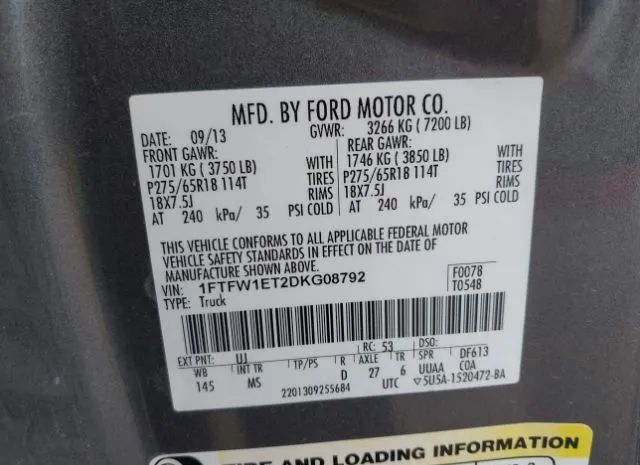 MFD. BY FORD MOTOR CO.
DATE: 09/13 GVWR: 3266 KG ( 7200 LB)
FRONT GAWR: REAR GAWR:
1701 KG ( 3750 LB) WITH 1746 KG ( 3850 LB) WITH
P275/65R18 114T TIRES P275/65R18 114T TIRES
18X7.5J RIMS 18X7.5J RIMS
AT 240 kPa/ 35 PSI COLD AT 240 kPa/ 35 PSI COLD
THIS VEHICLE CONFORMS TO ALL APPLICABLE FEDERAL MOTOR
VEHICLE SAFETY STANDARDS IN EFFECT ON THE DATE OF
MANUFACTURE SHOWN ABOVE.
VIN: 1FTFW1ET2DKG08792 F0078
TYPE: Truck T0548
RC: 53 DSO:
EXT PNT: UJ DF613
WB INT TR TP/PS R AXLE TR SPR COA
145 MS D 27 6 UUAA
2201309255684 UTC ▽5U5A-1520472-BA
TIRE AND LOADING INFORMATION